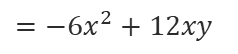 = −6x² + 12xy